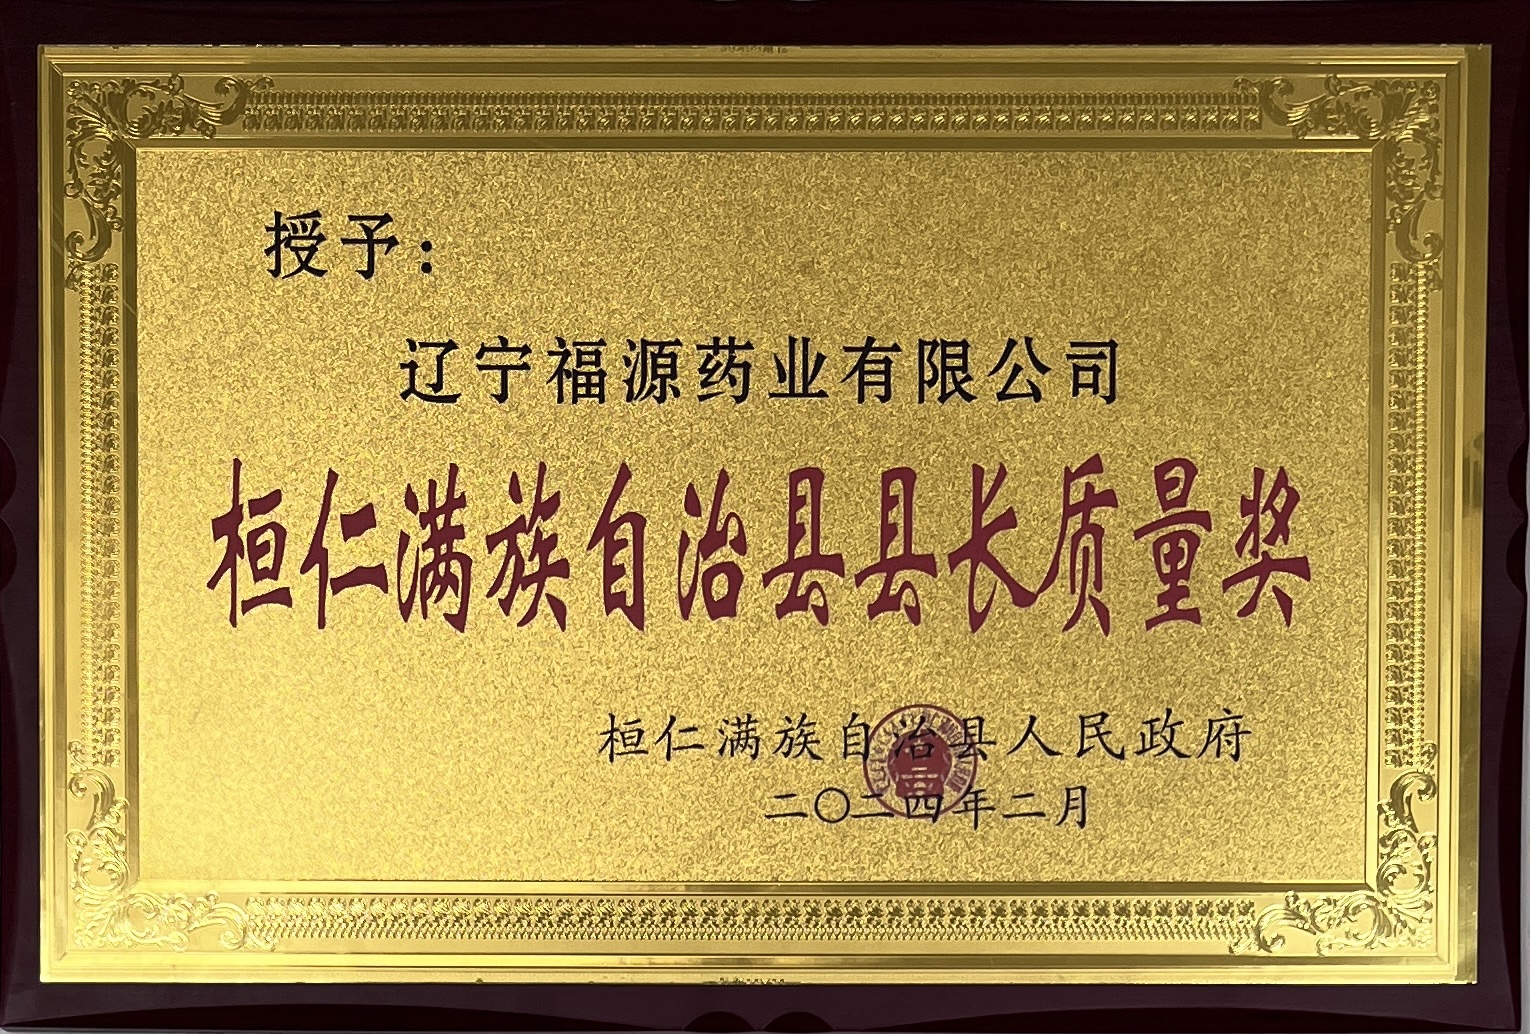 授予：
辽宁福源药业有限公司
桓仁满族自治县县长质量奖
桓仁满族自治县人民政府
二〇二四年二月